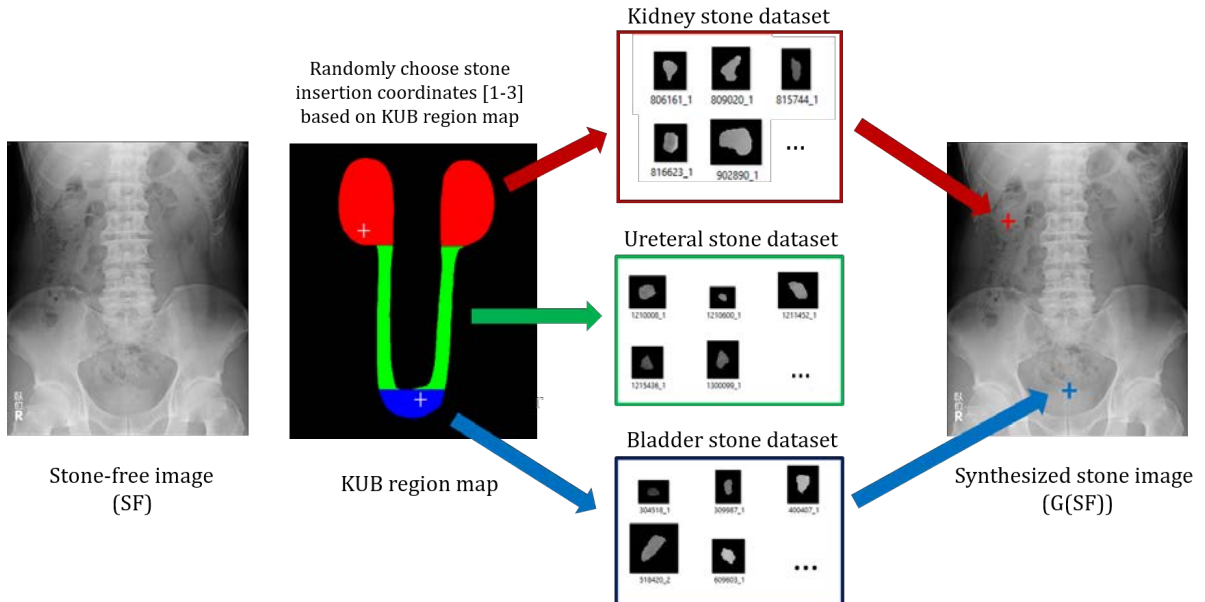 Kidney stone dataset
Randomly choose stone
insertion coordinates [1-3]
based on KUB region map
806161_1
809020_1
815744_1
816623_1
902890_1
...
Ureteral stone dataset
1210008_1
1210600_1
1211452_1
1215436_1
1300099_1
...
Bladder stone dataset
304318_1
309987_1
400407_1
518420_2
609603_1
...
R
R
Stone-free image
(SF)
KUB region map
Synthesized stone image
(G(SF))